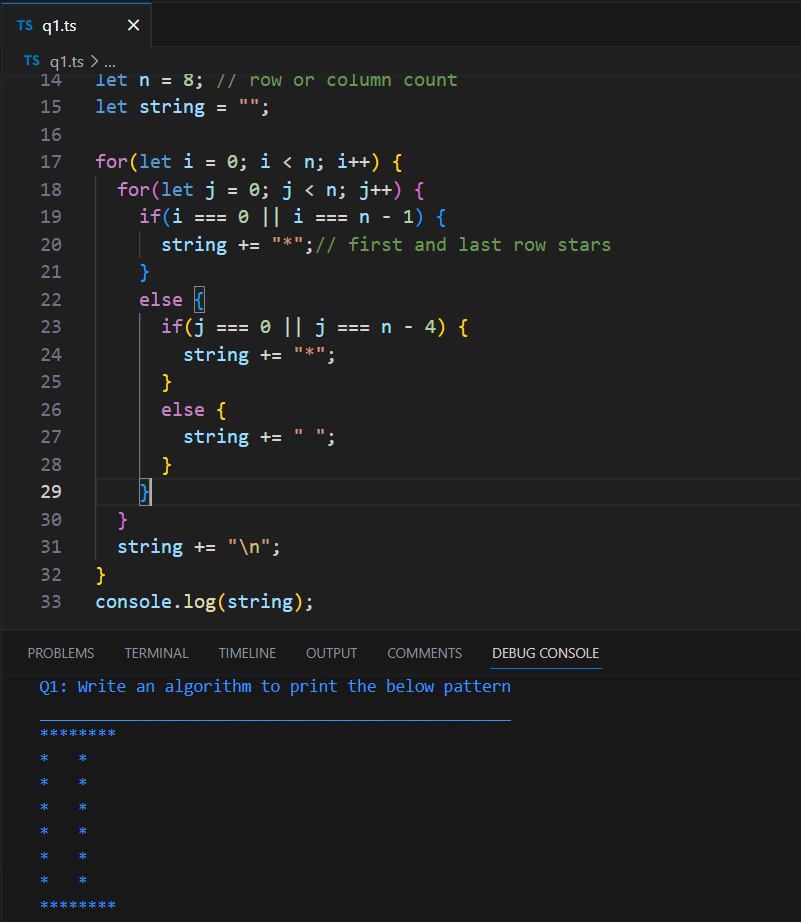 TS q1.ts ×
TS q1.ts > ...
14 let n = 8; // row or column count
15 let string = "";
16
17 for(let i = 0; i < n; i++) {
18   for(let j = 0; j < n; j++) {
19     if(i === 0 || i === n - 1) {
20       string += "*";// first and last row stars
21     }
22     else {
23       if(j === 0 || j === n - 4) {
24         string += "*";
25       }
26       else {
27         string += " ";
28       }
29     }
30   }
31   string += "\n";
32 }
33 console.log(string);
PROBLEMS TERMINAL TIMELINE OUTPUT COMMENTS DEBUG CONSOLE
Q1: Write an algorithm to print the below pattern
_________________________________________________
********
*   *
*   *
*   *
*   *
*   *
*   *
********